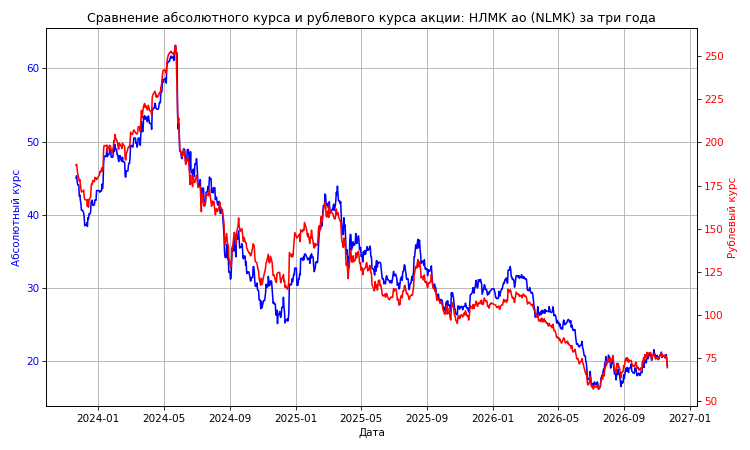 Сравнение абсолютного курса и рублевого курса акции: НЛМК ао (NLMK) за три года
Абсолютный курс
60
50
40
30
20
250
225
200
175
150
125
100
75
50
Рублевый курс
2024-01 2024-05 2024-09 2025-01 2025-05 2025-09 2026-01 2026-05 2026-09 2027-01
Дата